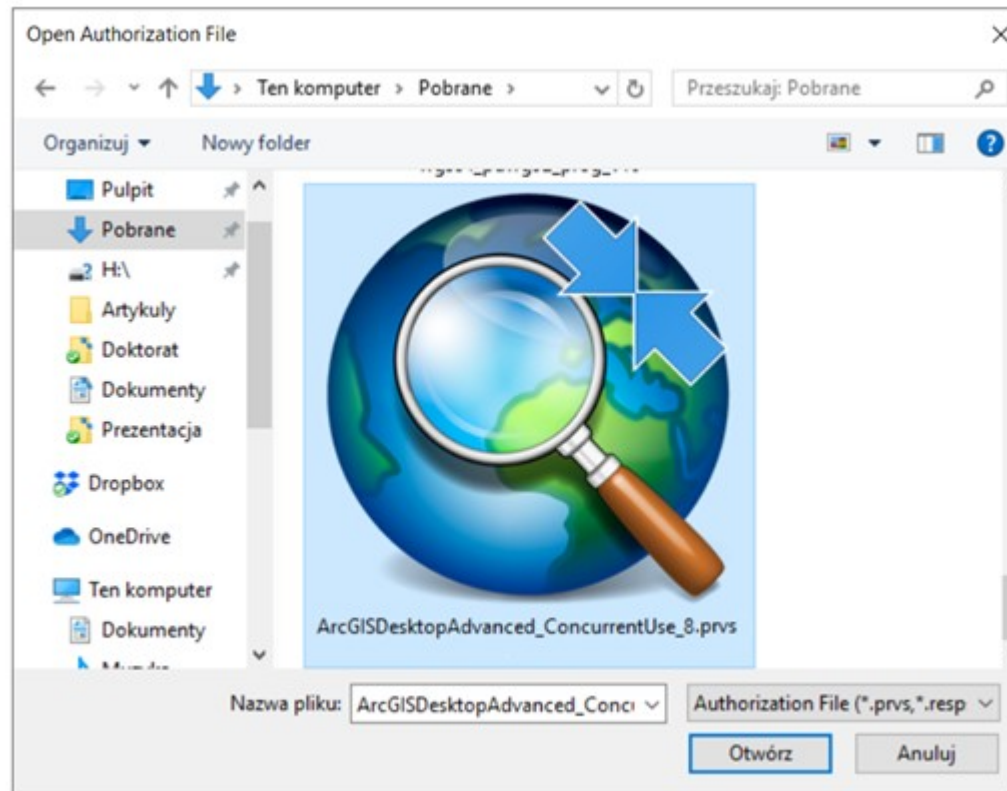 Open Authorization File
Ten komputer > Pobrane >
Przeszukaj: Pobrane
Organizuj
Nowy folder
Pulpit
Pobrane
H:\
Artykuly
Doktorat
Dokumenty
Prezentacja
Dropbox
OneDrive
Ten komputer
Dokumenty
ArcGISDesktopAdvanced_ConcurrentUse_8.prvs
Nazwa pliku:
ArcGISDesktopAdvanced_Conc
Authorization File (*.prvs,*.resp
Otwórz
Anuluj